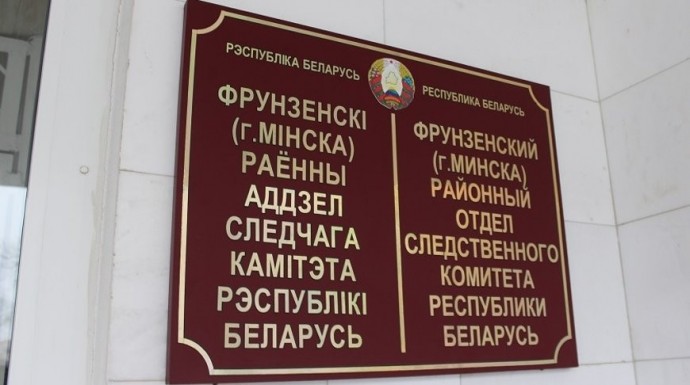 РЭСПУБЛІКА БЕЛАРУСЬ
ФРУНЗЕНСКІ
(г.МІНСКА)
РАЁННЫ
АДДЗЕЛ
СЛЕДЧАГА
КАМІТЭТА
РЭСПУБЛІКІ
БЕЛАРУСЬ
РЕСПУБЛИКА БЕЛАРУСЬ
ФРУНЗЕНСКИЙ
(г.МИНСКА)
РАЙОННЫЙ
ОТДЕЛ
СЛЕДСТВЕННОГО
КОМИТЕТА
РЕСПУБЛИКИ
БЕЛАРУСЬ